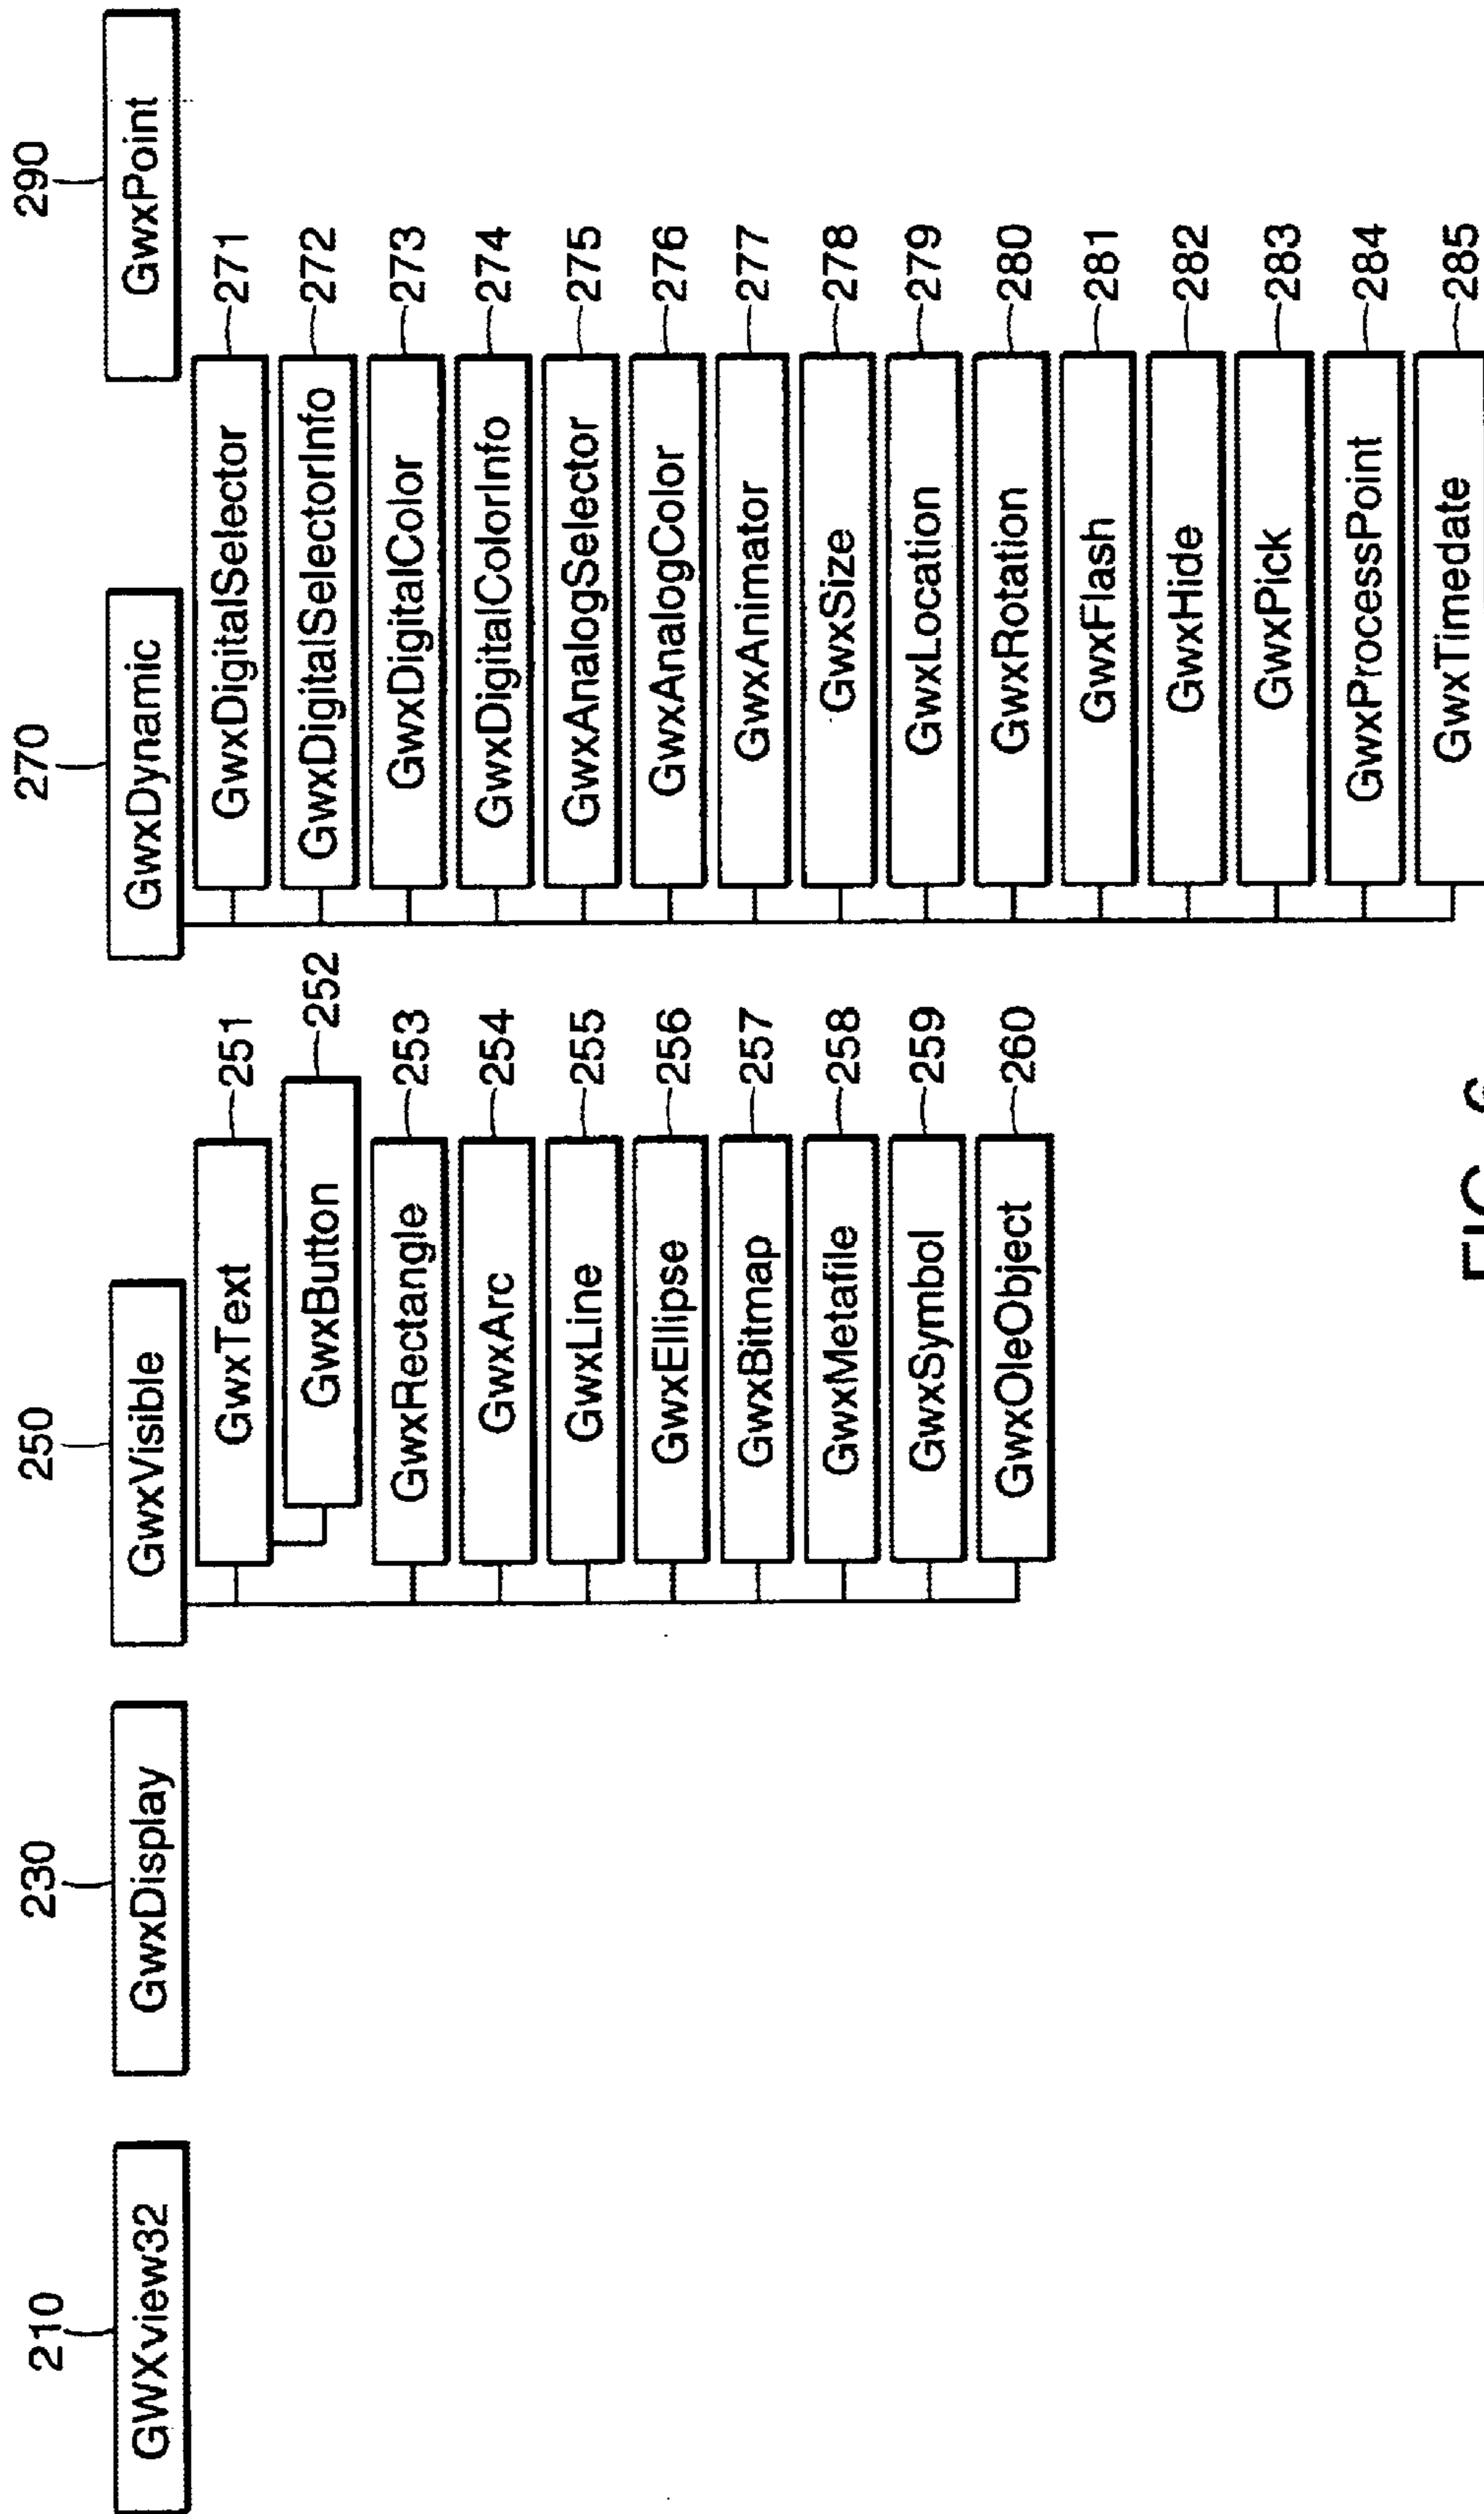 210
GWXview32
230
GwxDisplay
250
GwxVisible
GwxText 251
GwxButton 252
GwxRectangle 253
GwxArc 254
GwxLine 255
GwxEllipse 256
GwxBitmap 257
GwxMetafile 258
GwxSymbol 259
GwxOleObject 260
270
GwxDynamic
GwxDigitalSelector 271
GwxDigitalSelectorInfo 272
GwxDigitalColor 273
GwxDigitalColorInfo 274
GwxAnalogSelector 275
GwxAnalogColor 276
GwxAnimator 277
GwxSize 278
GwxLocation 279
GwxRotation 280
GwxFlash 281
GwxHide 282
GwxPick 283
GwxProcessPoint 284
GwxTimedate 285
290
GwxPoint